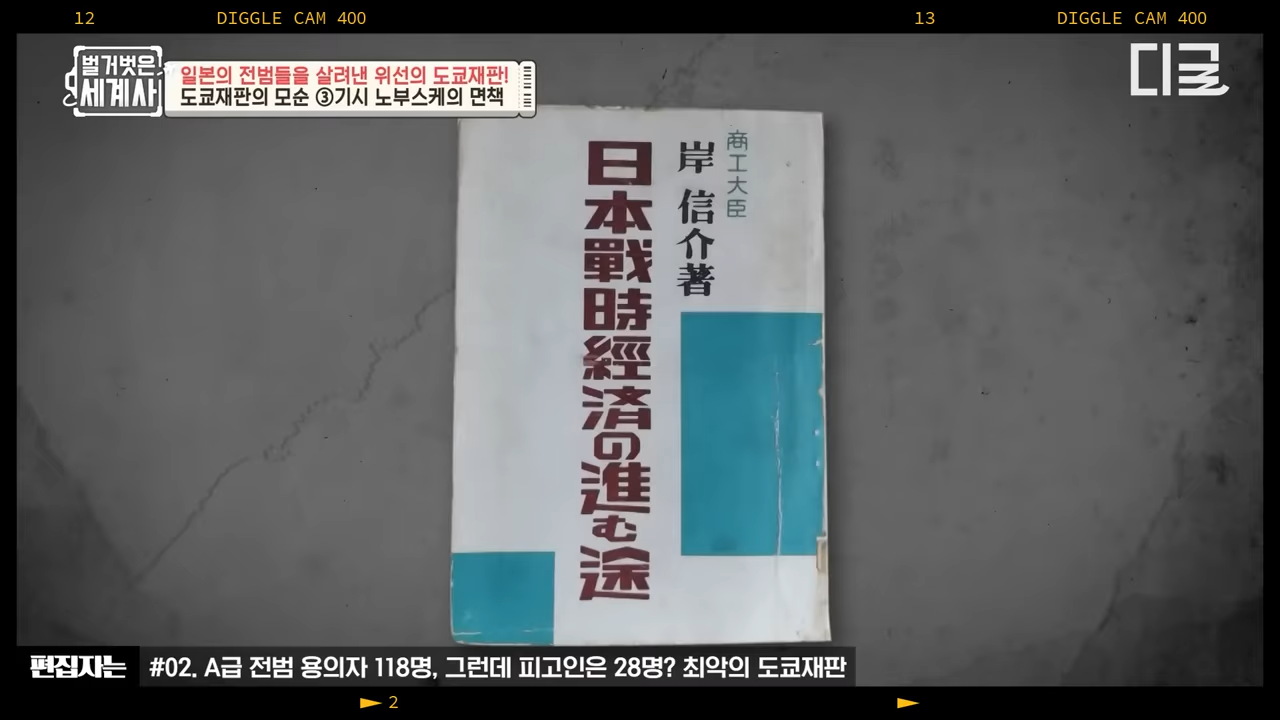 12
DIGGLE CAM 400
13
DIGGLE CAM 400
벌거벗은
세계사
일본의 전범들을 살려낸 위선의 도쿄재판!
도쿄재판의 모순 ③기시 노부스케의 면책
디글
商工大臣
岸 信介著
日本戰時經済の進む途
편집자는
#02. A급 전범 용의자 118명, 그런데 피고인은 28명? 최악의 도쿄재판
2